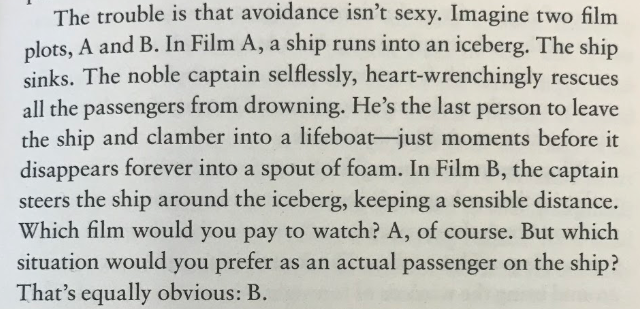 The trouble is that avoidance isn't sexy. Imagine two film
plots, A and B. In Film A, a ship runs into an iceberg. The ship
sinks. The noble captain selflessly, heart-wrenchingly rescues
all the passengers from drowning. He's the last person to leave
the ship and clamber into a lifeboat—just moments before it
disappears forever into a spout of foam. In Film B, the captain
steers the ship around the iceberg, keeping a sensible distance.
Which film would you pay to watch? A, of course. But which
situation would you prefer as an actual passenger on the ship?
That's equally obvious: B.